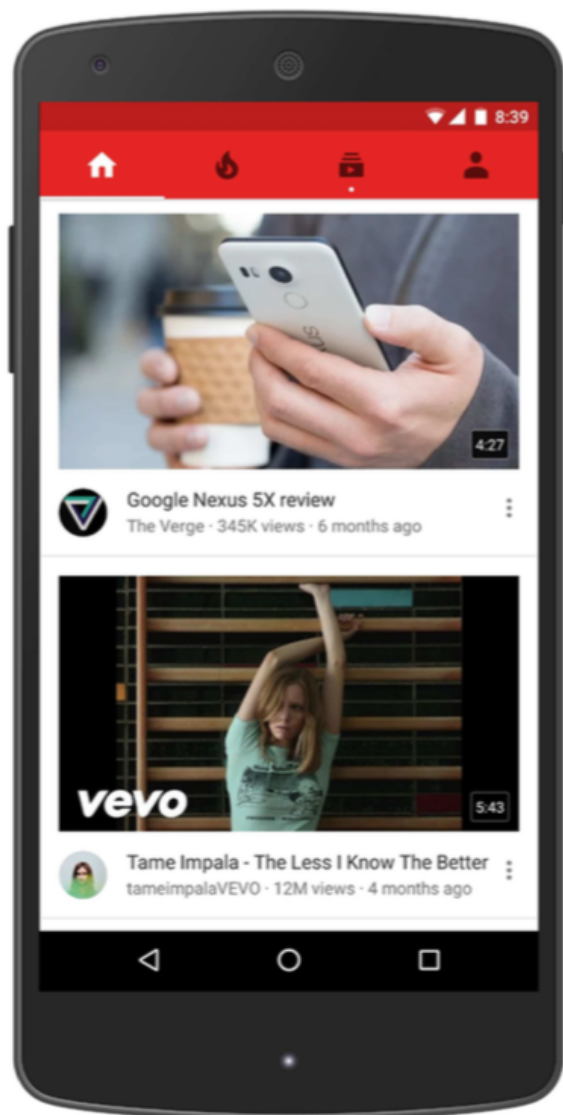 8:39
4:27
Google Nexus 5X review
The Verge · 345K views · 6 months ago
vevo
5:43
Tame Impala - The Less I Know The Better
tameimpalaVEVO · 12M views · 4 months ago